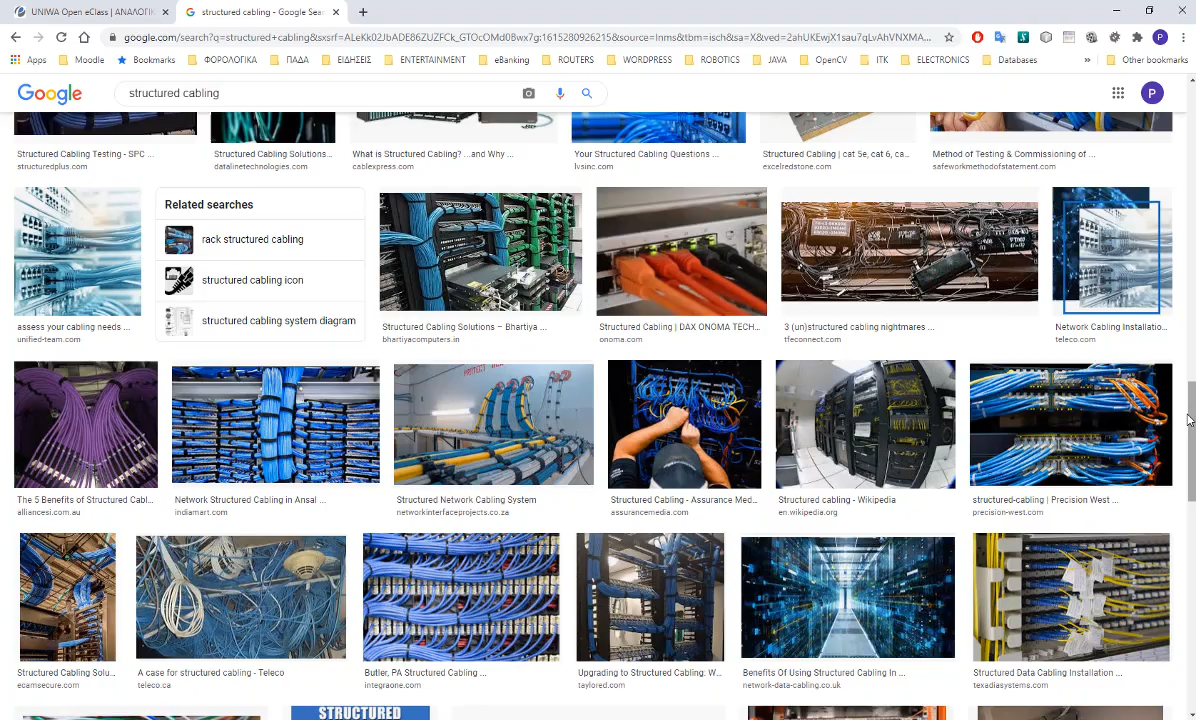 UNIWA Open eClass | ΑΝΑΛΟΓΙΚ
structured cabling - Google Sea
google.com/search?q=structured+cabling&sxsrf=ALeKk02JbADE86ZUZFCk_GTOcOMd0Bwx7g:1615280926215&source=lnms&tbm=isch&sa=X&ved=2ahUKEwjX1sau7qLvAhVNXMA...
Apps Moodle Bookmarks ΦΟΡΟΛΟΓΙΚΑ ΠΑΔΑ ΕΙΔΗΣΕΙΣ ENTERTAINMENT eBanking ROUTERS WORDPRESS ROBOTICS JAVA OpenCV ITK ELECTRONICS Databases » Other bookmarks
Google structured cabling P
Structured Cabling Testing - SPC ... Structured Cabling Solutions... What is Structured Cabling? ...and Why ... Your Structured Cabling Questions ... Structured Cabling | cat 5e, cat 6, ca... Method of Testing & Commissioning of ...
structuredplus.com datalinetechnologies.com cablexpress.com lvsinc.com excelredstone.com safeworkmethodofstatement.com
Related searches
rack structured cabling
structured cabling icon
structured cabling system diagram
assess your cabling needs ... Structured Cabling Solutions – Bhartiya ... Structured Cabling | DAX ONOMA TECH... 3 (un)structured cabling nightmares ... Network Cabling Installatio...
unified-team.com bhartiyacomputers.in onoma.com tfeconnect.com teleco.com
The 5 Benefits of Structured Cabl... Network Structured Cabling in Ansal ... Structured Network Cabling System Structured Cabling - Assurance Med... Structured cabling - Wikipedia structured-cabling | Precision West ...
alliancesi.com.au indiamart.com networkinterfaceprojects.co.za assurancemedia.com en.wikipedia.org precision-west.com
Structured Cabling Solu... A case for structured cabling - Teleco Butler, PA Structured Cabling ... Upgrading to Structured Cabling: W... Benefits Of Using Structured Cabling In ... Structured Data Cabling Installation ...
ecamsecure.com teleco.ca integraone.com taylored.com network-data-cabling.co.uk texadiasystems.com
STRUCTURED